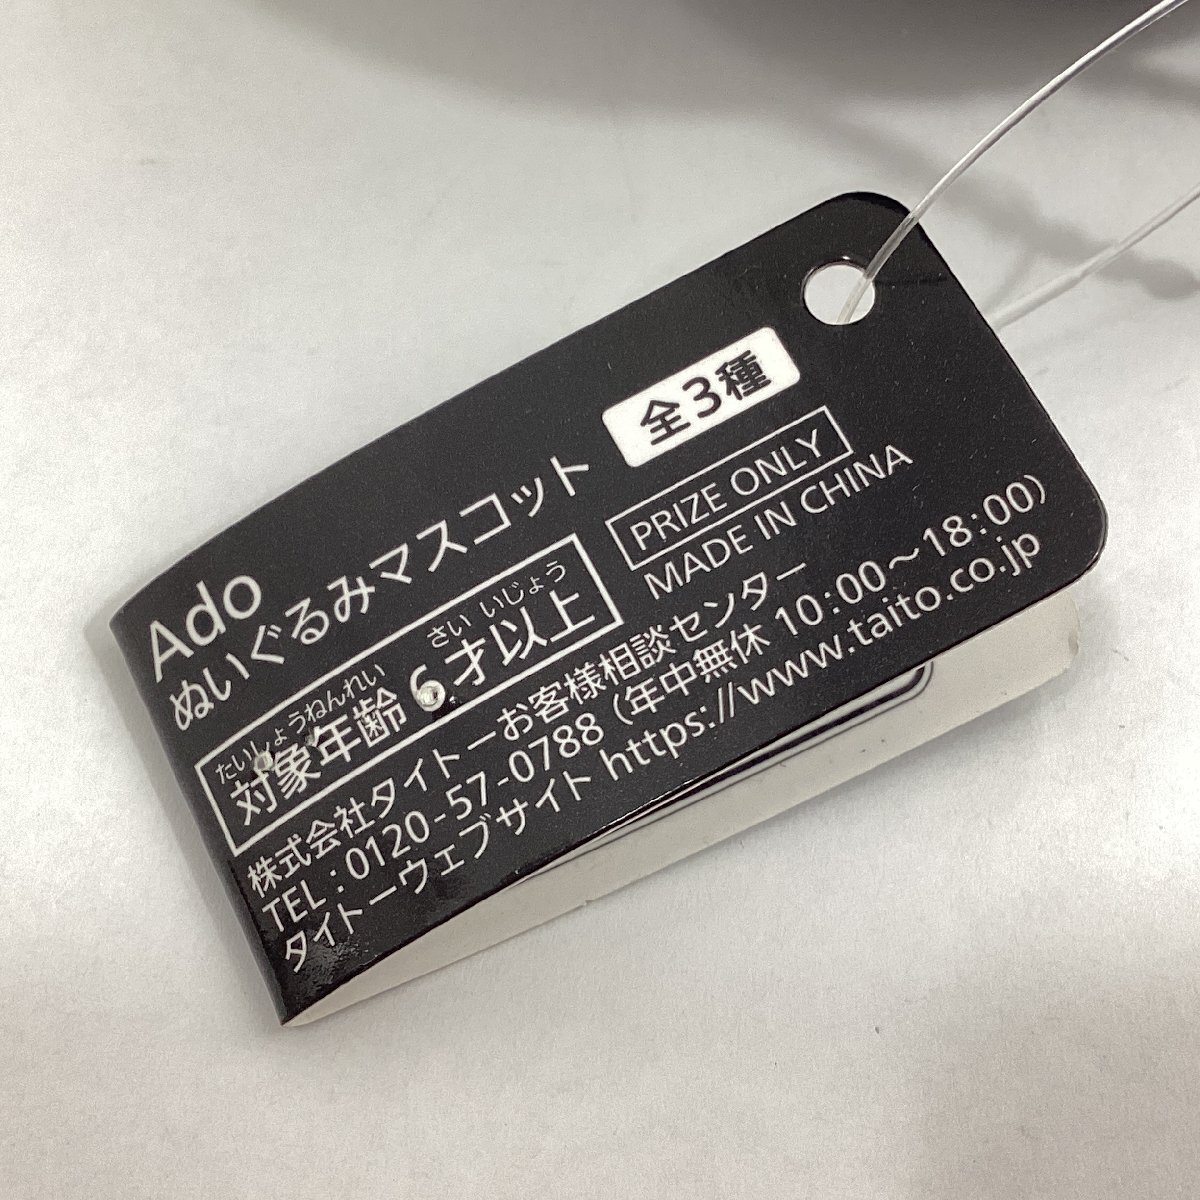 Ado
ぬいぐるみマスコット 全3種
たいしょうねんれい さい いじょう
対象年齢 6才以上
PRIZE ONLY
MADE IN CHINA
株式会社タイトーお客様相談センター
TEL：0120-57-0788（年中無休 10：00～18：00）
タイトーウェブサイト https://www.taito.co.jp